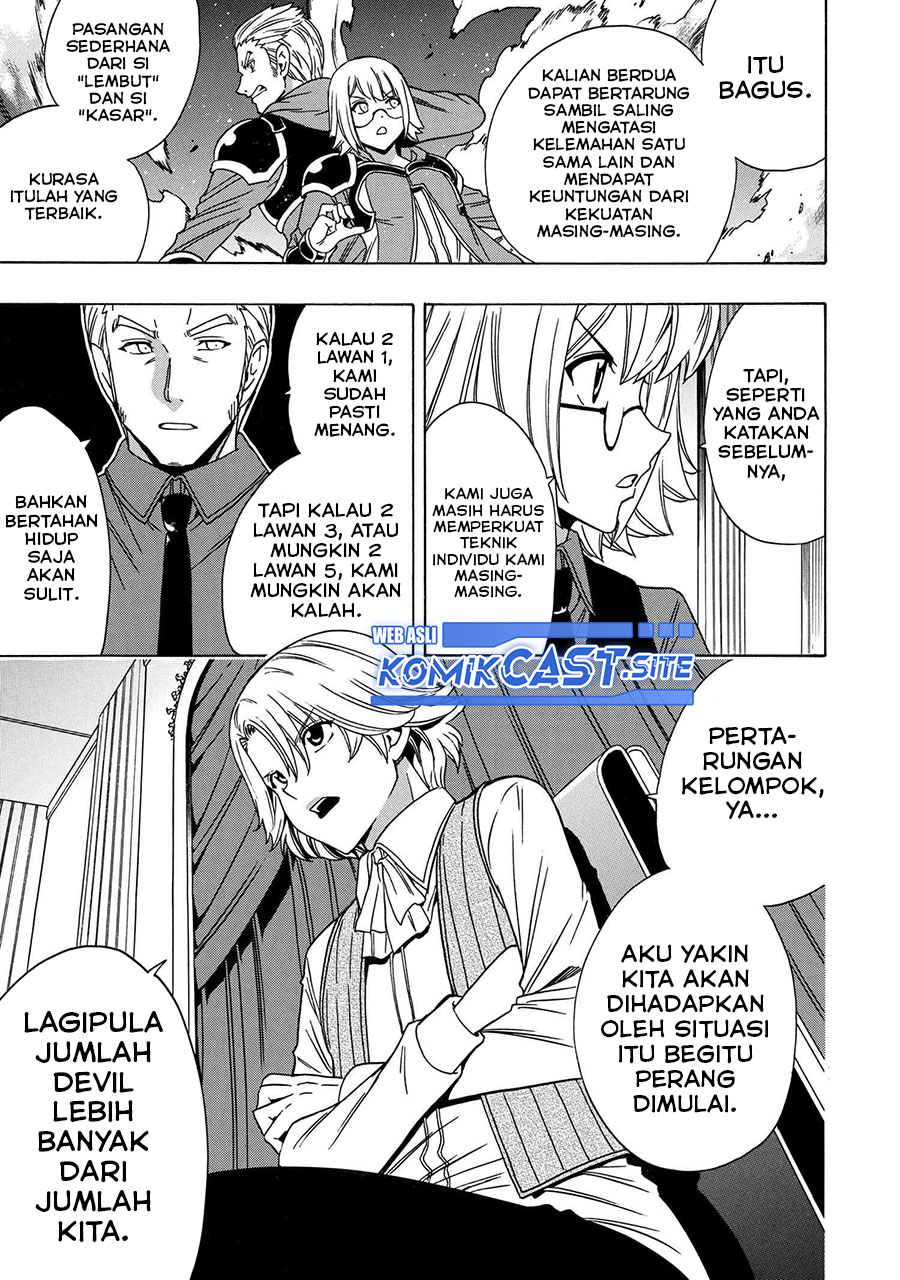 ITU
BAGUS.
KALIAN BERDUA
DAPAT BERTARUNG
SAMBIL SALING
MENGATASI
KELEMAHAN SATU
SAMA LAIN DAN
MENDAPAT
KEUNTUNGAN DARI
KEKUATAN
MASING-MASING.
PASANGAN
SEDERHANA
DARI SI
"LEMBUT"
DAN SI
"KASAR".
KURASA
ITULAH YANG
TERBAIK.
TAPI,
SEPERTI
YANG ANDA
KATAKAN
SEBELUM-
NYA,
KAMI JUGA
MASIH HARUS
MEMPERKUAT
TEKNIK
INDIVIDU KAMI
MASING-
MASING.
KALAU 2
LAWAN 1,
KAMI
SUDAH
PASTI
MENANG.
TAPI KALAU 2
LAWAN 3, ATAU
MUNGKIN 2
LAWAN 5, KAMI
MUNGKIN AKAN
KALAH.
BAHKAN
BERTAHAN
HIDUP
SAJA
AKAN
SULIT.
WEB ASLI
KOMIKCAST.SITE
PERTA-
RUNGAN
KELOMPOK,
YA...
AKU YAKIN
KITA AKAN
DIHADAPKAN
OLEH SITUASI
ITU BEGITU
PERANG
DIMULAI.
LAGIPULA
JUMLAH
DEVIL
LEBIH
BANYAK
DARI
JUMLAH
KITA.